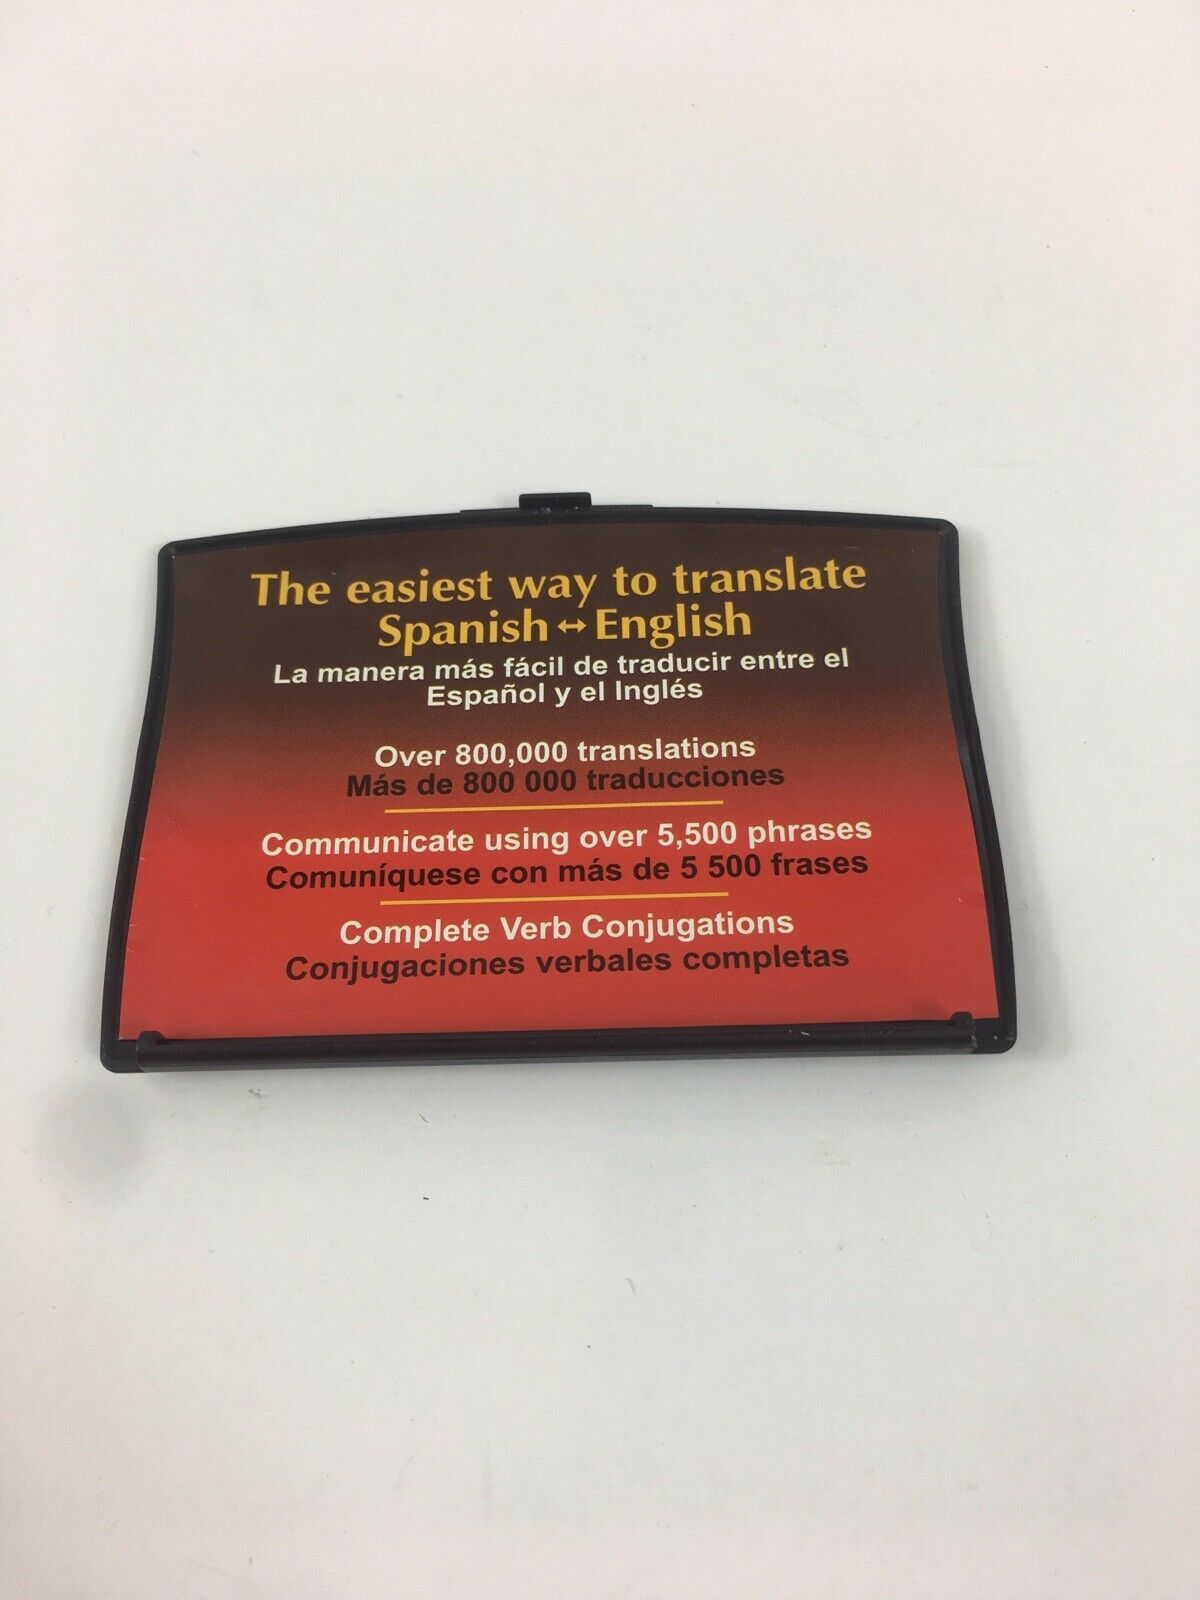 The easiest way to translate
Spanish ↔ English
La manera más fácil de traducir entre el
Español y el Inglés
Over 800,000 translations
Más de 800 000 traducciones
Communicate using over 5,500 phrases
Comuníquese con más de 5 500 frases
Complete Verb Conjugations
Conjugaciones verbales completas